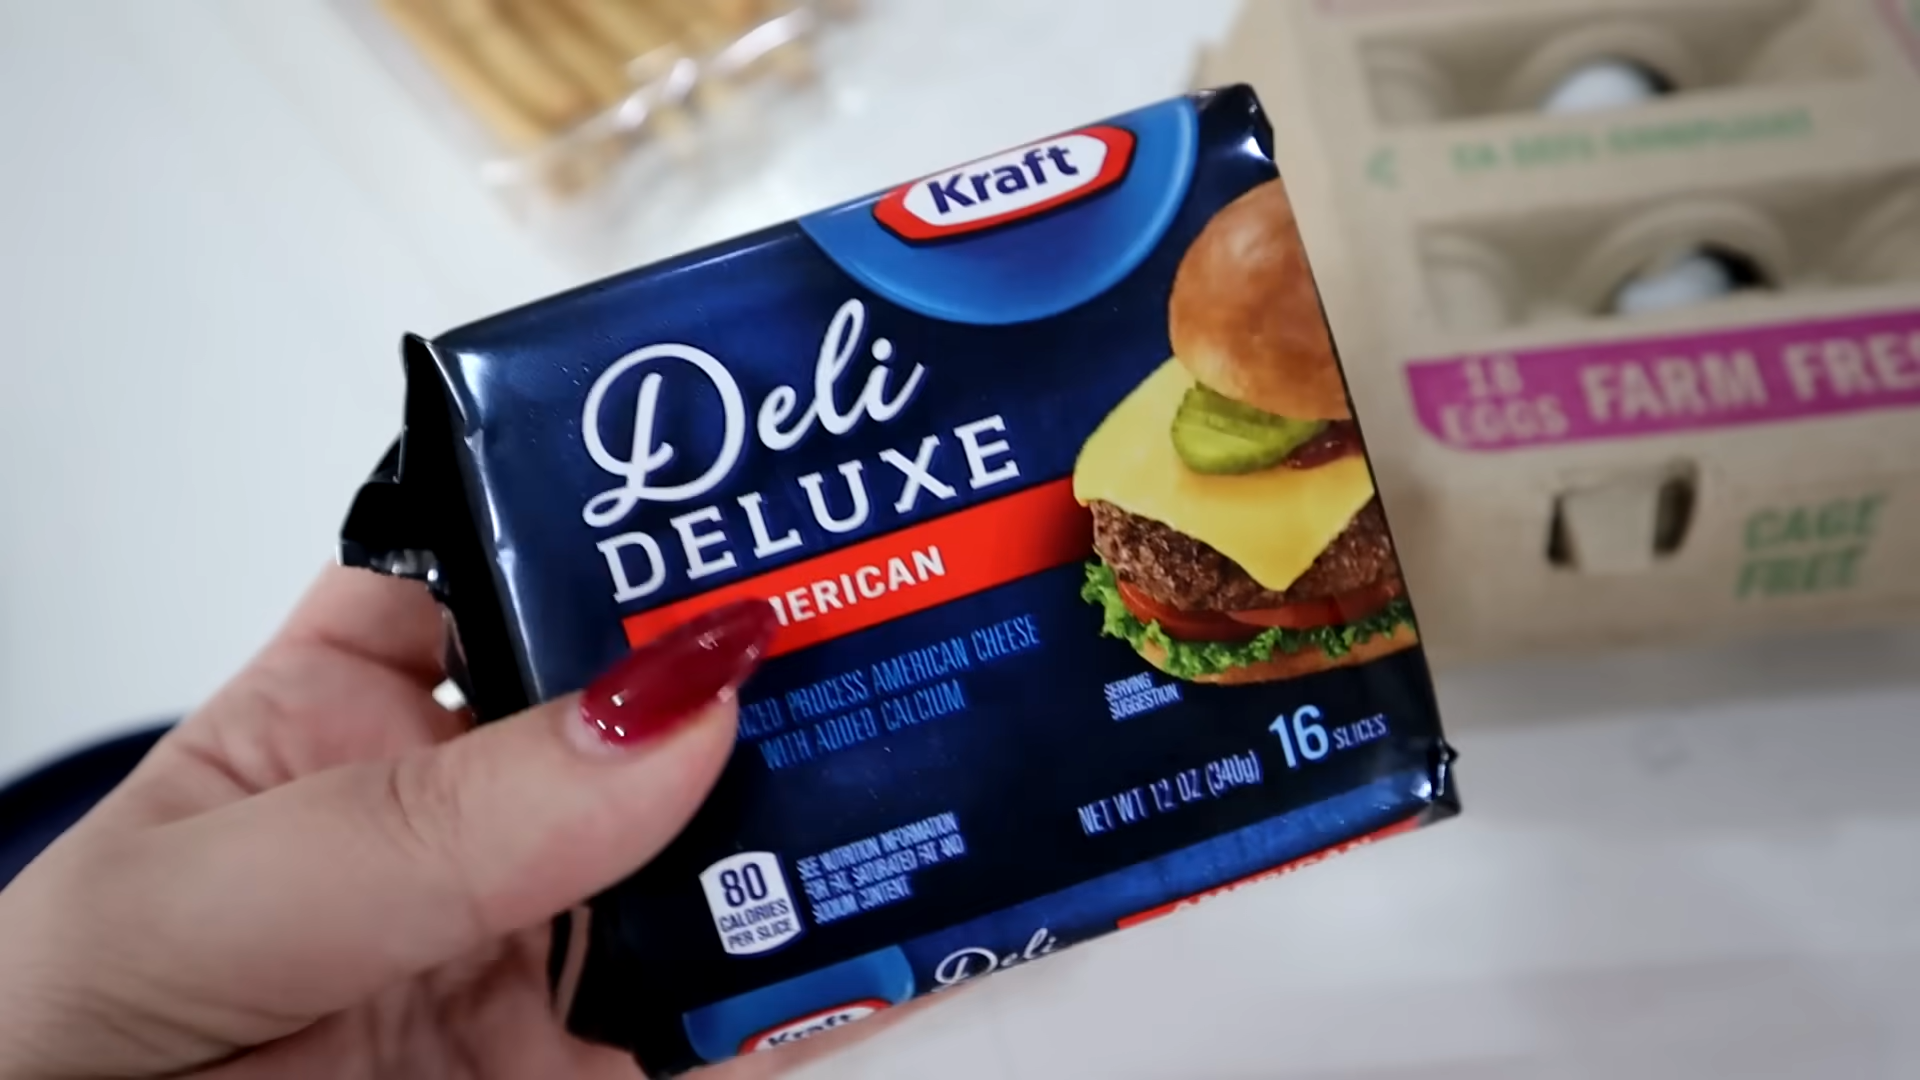 Kraft
Deli
DELUXE
MERICAN
PROCESS AMERICAN CHEESE
WITH ADDED CALCIUM
SERVING
SUGGESTION
NET WT 12 OZ (340g) 16 SLICES
80
CALORIES
PER SLICE
SEE NUTRITION INFORMATION
FOR FAT, SATURATED FAT AND
SODIUM CONTENT
Deli
Kraft
18
EGGS
FARM FRES
CAGE
FREE